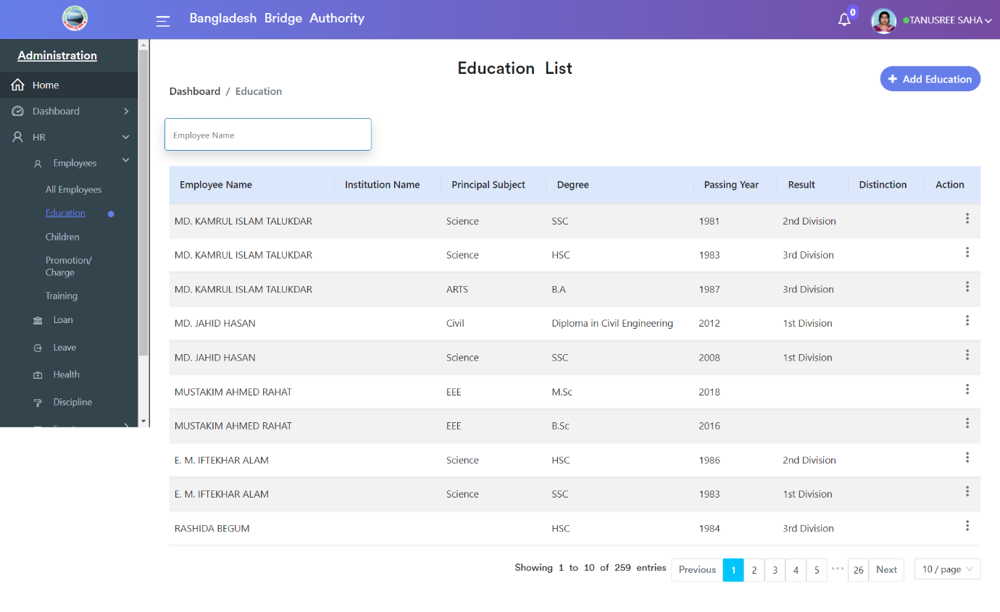 Bangladesh Bridge Authority
0
TANUSREE SAHA
Administration
Home
Dashboard
HR
Employees
All Employees
Education
Children
Promotion/
Charge
Training
Loan
Leave
Health
Discipline
Education List
Dashboard / Education
+ Add Education
Employee Name
Employee Name Institution Name Principal Subject Degree Passing Year Result Distinction Action
MD. KAMRUL ISLAM TALUKDAR Science SSC 1981 2nd Division
MD. KAMRUL ISLAM TALUKDAR Science HSC 1983 3rd Division
MD. KAMRUL ISLAM TALUKDAR ARTS B.A 1987 3rd Division
MD. JAHID HASAN Civil Diploma in Civil Engineering 2012 1st Division
MD. JAHID HASAN Science SSC 2008 1st Division
MUSTAKIM AHMED RAHAT EEE M.Sc 2018
MUSTAKIM AHMED RAHAT EEE B.Sc 2016
E. M. IFTEKHAR ALAM Science HSC 1986 2nd Division
E. M. IFTEKHAR ALAM Science SSC 1983 1st Division
RASHIDA BEGUM HSC 1984 3rd Division
Showing 1 to 10 of 259 entries Previous 1 2 3 4 5 ••• 26 Next 10 / page